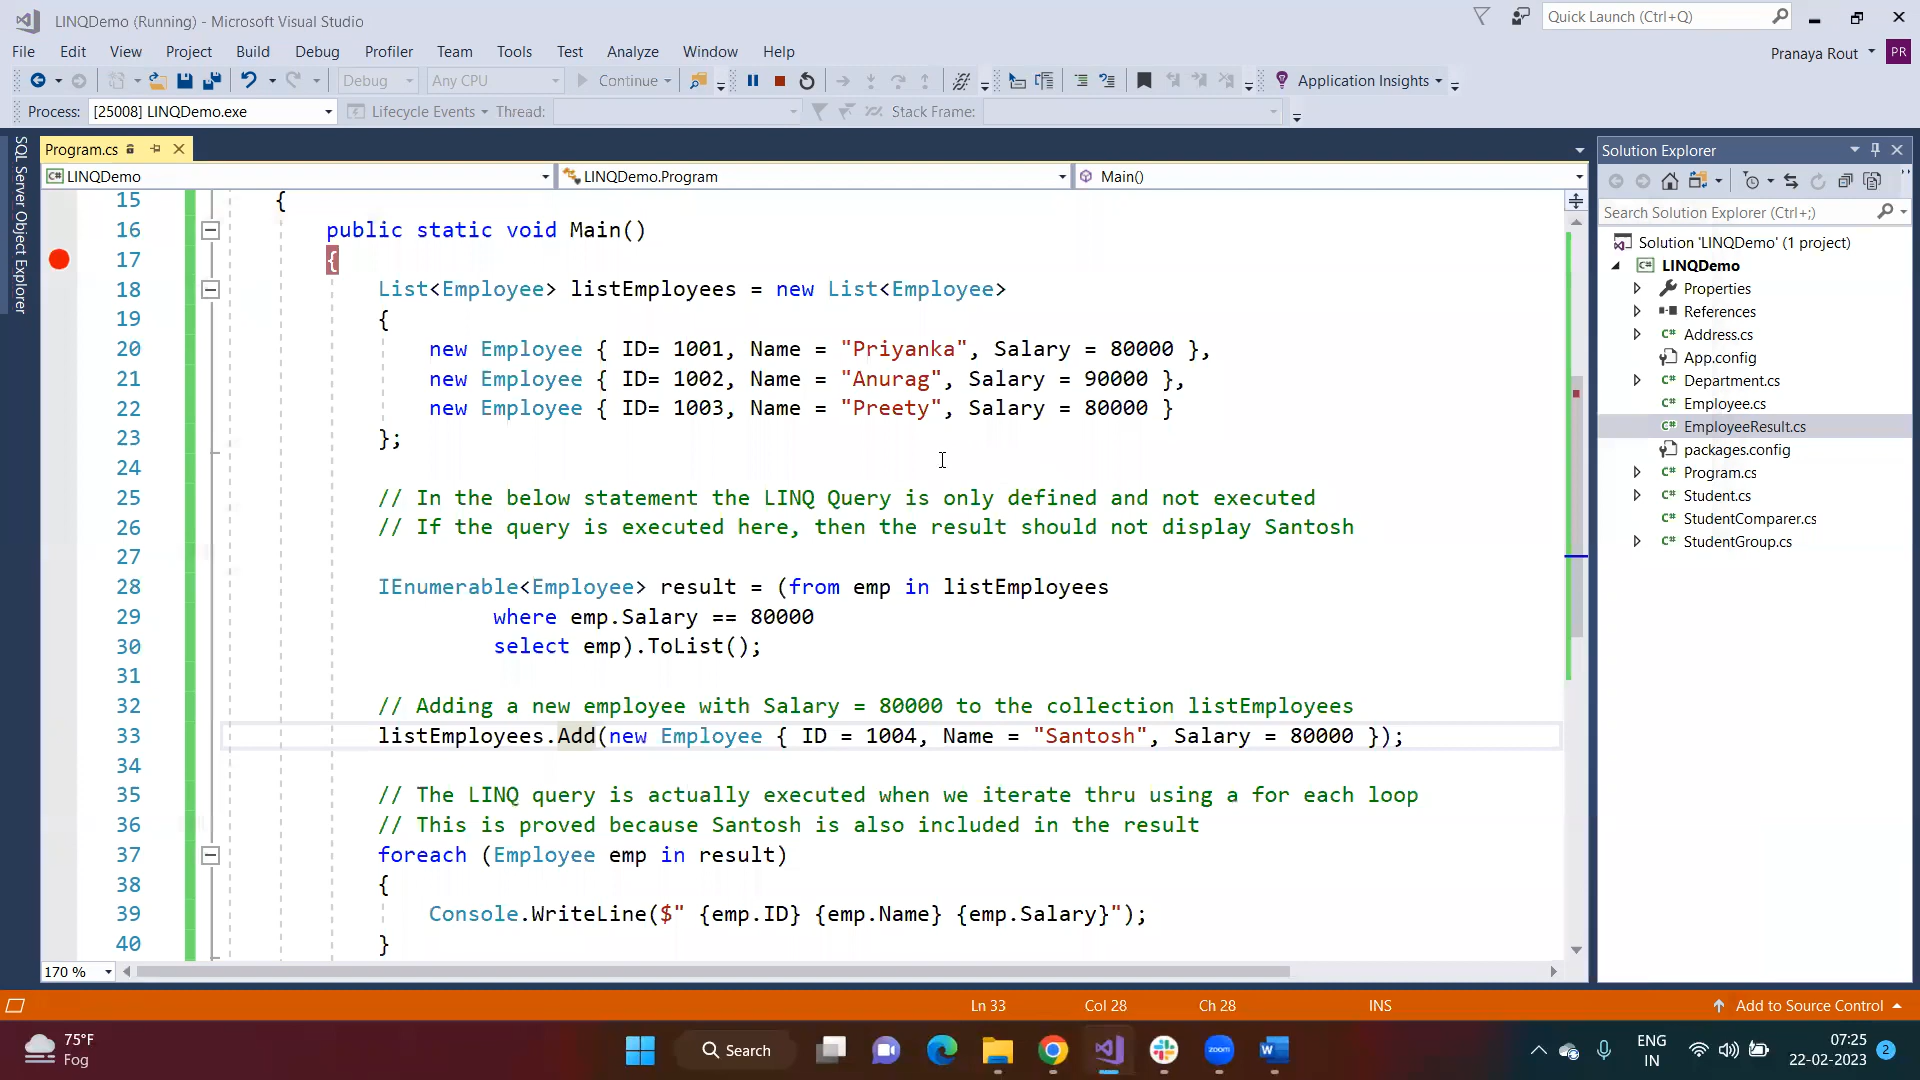 LINQDemo (Running) - Microsoft Visual Studio
Quick Launch (Ctrl+Q)
File Edit View Project Build Debug Profiler Team Tools Test Analyze Window Help
Pranaya Rout PR
Debug Any CPU Continue Application Insights
Process: [25008] LINQDemo.exe Lifecycle Events Thread: Stack Frame:
SQL Server Object Explorer
Program.cs
LINQDemo LINQDemo.Program Main()
15 {
16 public static void Main()
17 {
18 List<Employee> listEmployees = new List<Employee>
19 {
20 new Employee { ID= 1001, Name = "Priyanka", Salary = 80000 },
21 new Employee { ID= 1002, Name = "Anurag", Salary = 90000 },
22 new Employee { ID= 1003, Name = "Preety", Salary = 80000 }
23 };
24
25 // In the below statement the LINQ Query is only defined and not executed
26 // If the query is executed here, then the result should not display Santosh
27
28 IEnumerable<Employee> result = (from emp in listEmployees
29 where emp.Salary == 80000
30 select emp).ToList();
31
32 // Adding a new employee with Salary = 80000 to the collection listEmployees
33 listEmployees.Add(new Employee { ID = 1004, Name = "Santosh", Salary = 80000 });
34
35 // The LINQ query is actually executed when we iterate thru using a for each loop
36 // This is proved because Santosh is also included in the result
37 foreach (Employee emp in result)
38 {
39 Console.WriteLine($" {emp.ID} {emp.Name} {emp.Salary}");
40 }
170 %
Solution Explorer
Search Solution Explorer (Ctrl+;)
Solution 'LINQDemo' (1 project)
C# LINQDemo
Properties
References
C# Address.cs
App.config
C# Department.cs
C# Employee.cs
C# EmployeeResult.cs
packages.config
C# Program.cs
C# Student.cs
C# StudentComparer.cs
C# StudentGroup.cs
Ln 33 Col 28 Ch 28 INS Add to Source Control
75°F
Fog
Search
zoom
ENG
IN
07:25
22-02-2023
2